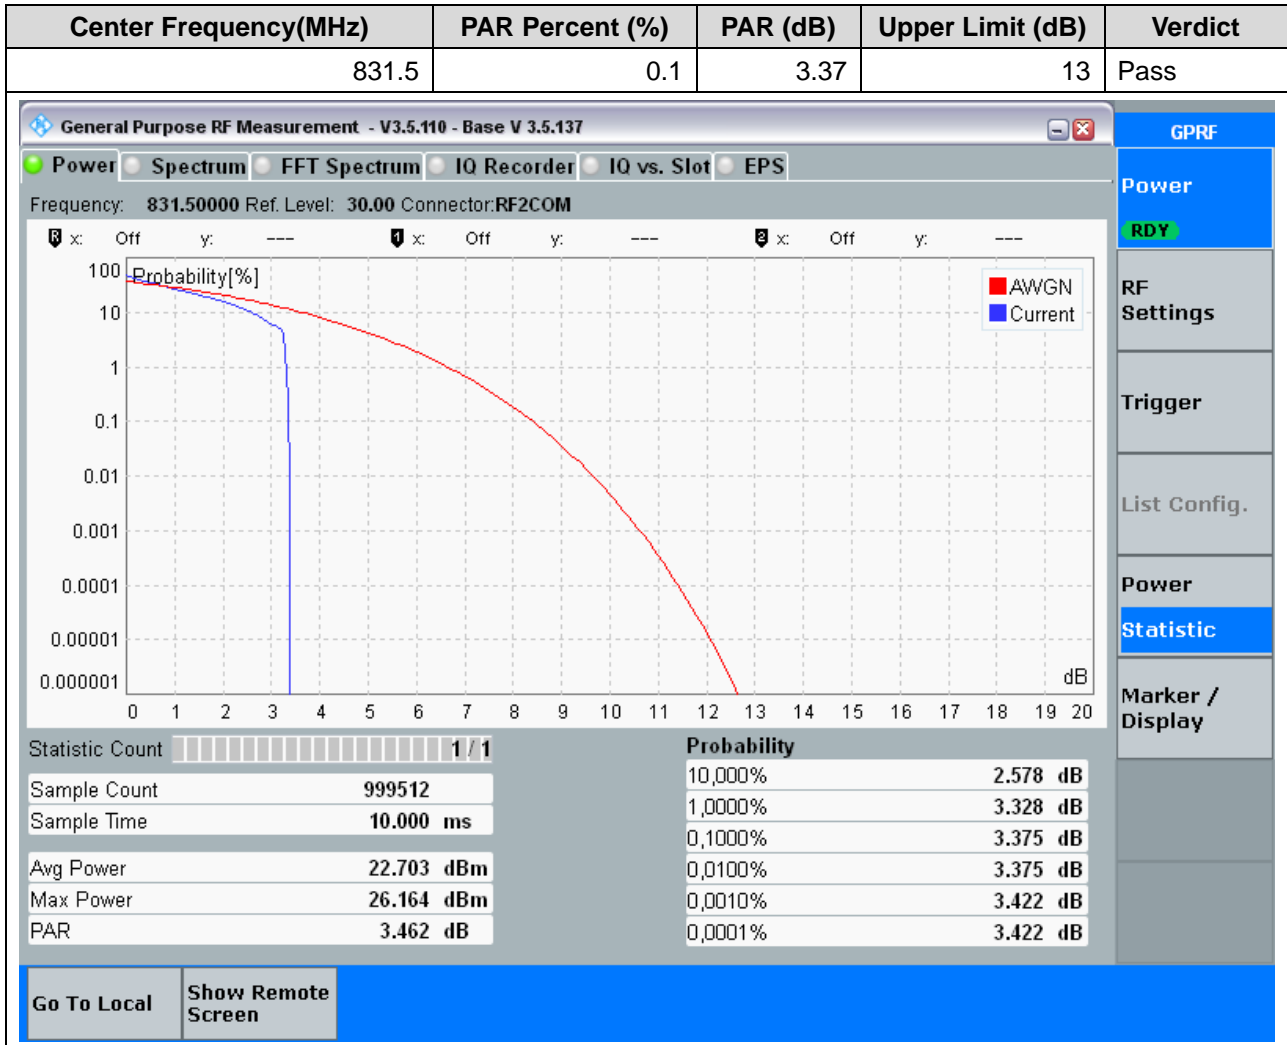 Center Frequency(MHz) PAR Percent (%) PAR (dB) Upper Limit (dB) Verdict
831.5 0.1 3.37 13 Pass
General Purpose RF Measurement - V3.5.110 - Base V 3.5.137
GPRF
Power Spectrum FFT Spectrum IQ Recorder IQ vs. Slot EPS
Power
RDY
Frequency: 831.50000 Ref. Level: 30.00 Connector:RF2COM
R x: Off y: --- 1 x: Off y: --- 2 x: Off y: ---
Probability[%]
AWGN
Current
100
10
1
0.1
0.01
0.001
0.0001
0.00001
0.000001
dB
0 1 2 3 4 5 6 7 8 9 10 11 12 13 14 15 16 17 18 19 20
RF
Settings
Trigger
List Config.
Power
Statistic
Marker /
Display
Statistic Count 1 / 1
Sample Count 999512
Sample Time 10.000 ms
Avg Power 22.703 dBm
Max Power 26.164 dBm
PAR 3.462 dB
Probability
10,000% 2.578 dB
1,0000% 3.328 dB
0,1000% 3.375 dB
0,0100% 3.375 dB
0,0010% 3.422 dB
0,0001% 3.422 dB
Go To Local
Show Remote
Screen